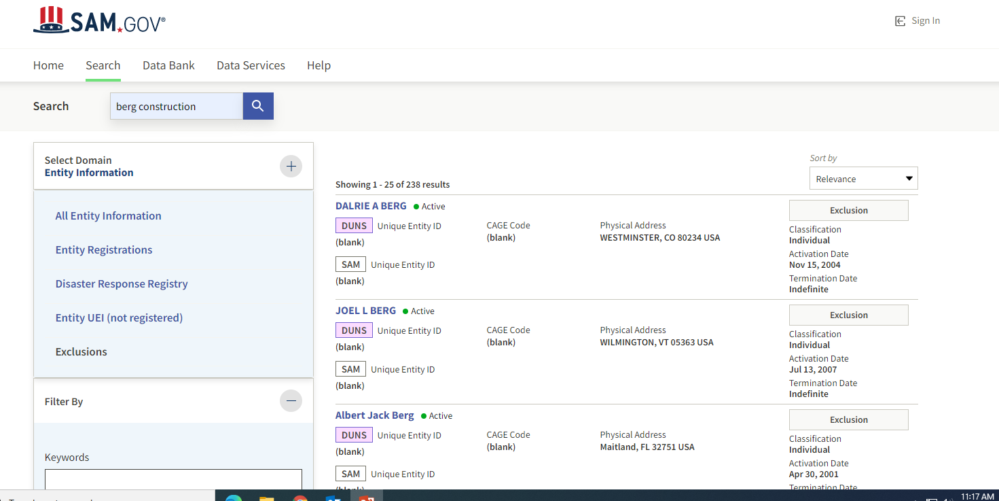 SAM.GOV®
Sign In
Home Search Data Bank Data Services Help
Search
berg construction
Select Domain
Entity Information
All Entity Information
Entity Registrations
Disaster Response Registry
Entity UEI (not registered)
Exclusions
Filter By
Keywords
Sort by
Relevance
Showing 1 - 25 of 238 results
DALRIE A BERG Active
DUNS Unique Entity ID
(blank)
SAM Unique Entity ID
(blank)
CAGE Code
(blank)
Physical Address
WESTMINSTER, CO 80234 USA
Exclusion
Classification
Individual
Activation Date
Nov 15, 2004
Termination Date
Indefinite
JOEL L BERG Active
DUNS Unique Entity ID
(blank)
SAM Unique Entity ID
(blank)
CAGE Code
(blank)
Physical Address
WILMINGTON, VT 05363 USA
Exclusion
Classification
Individual
Activation Date
Jul 13, 2007
Termination Date
Indefinite
Albert Jack Berg Active
DUNS Unique Entity ID
(blank)
SAM Unique Entity ID
CAGE Code
(blank)
Physical Address
Maitland, FL 32751 USA
Exclusion
Classification
Individual
Activation Date
Apr 30, 2001
Termination Date
11:17 AM